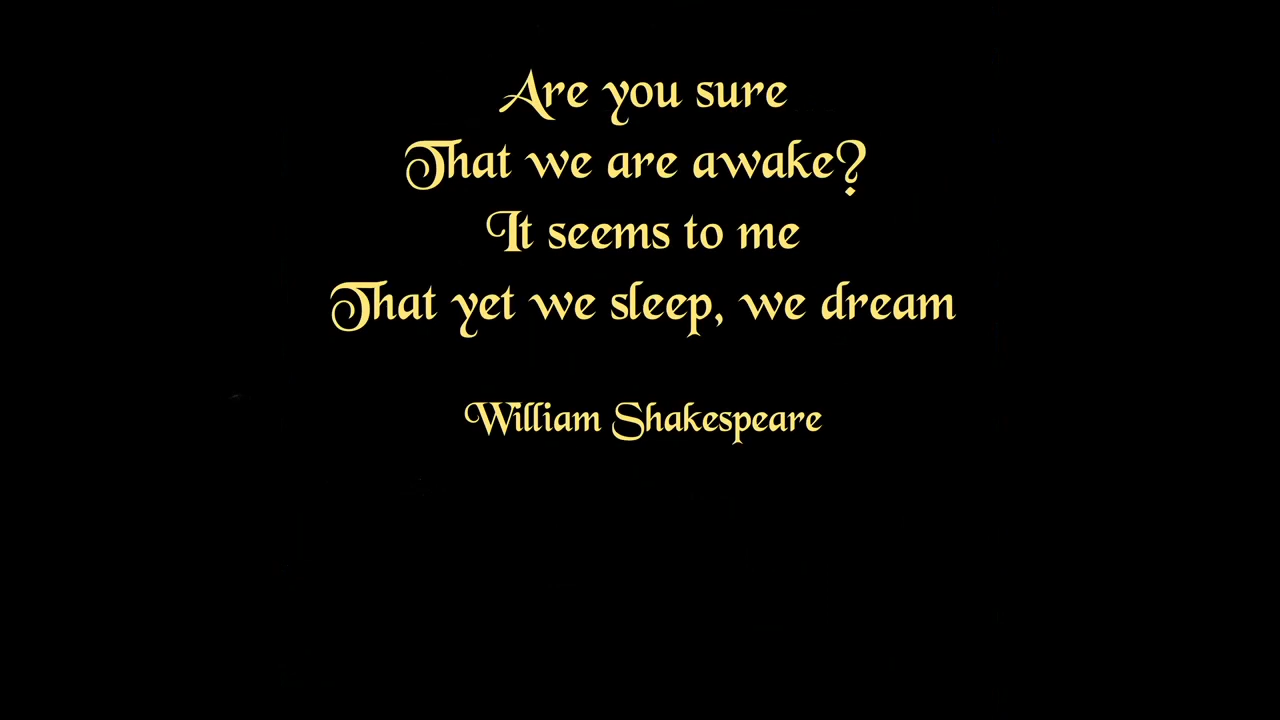 Are you sure
That we are awake?
It seems to me
That yet we sleep, we dream
William Shakespeare